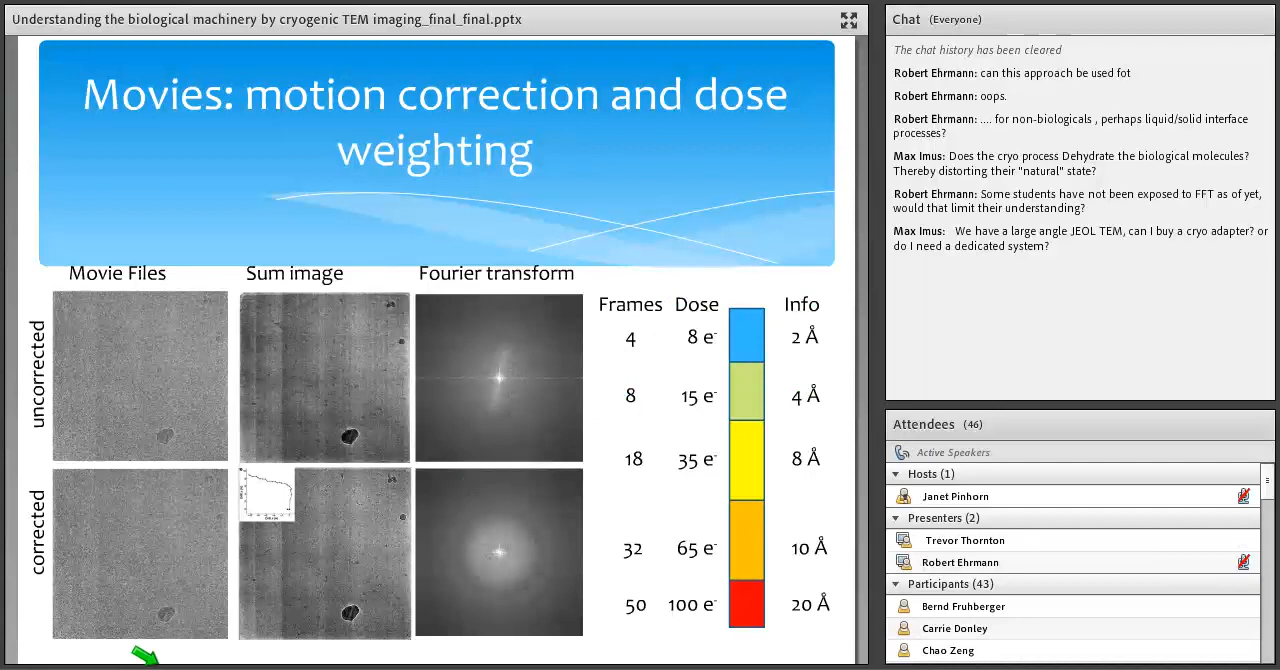 Understanding the biological machinery by cryogenic TEM imaging_final_final.pptx
Movies: motion correction and dose
weighting
Movie Files
Sum image
Fourier transform
uncorrected
corrected
Frames Dose Info
4 8 e⁻ 2 Å
8 15 e⁻ 4 Å
18 35 e⁻ 8 Å
32 65 e⁻ 10 Å
50 100 e⁻ 20 Å
Chat (Everyone)
The chat history has been cleared
Robert Ehrmann: can this approach be used fot
Robert Ehrmann: oops.
Robert Ehrmann: .... for non-biologicals , perhaps liquid/solid interface
processes?
Max Imus: Does the cryo process Dehydrate the biological molecules?
Thereby distorting their "natural" state?
Robert Ehrmann: Some students have not been exposed to FFT as of yet,
would that limit their understanding?
Max Imus: We have a large angle JEOL TEM, can I buy a cryo adapter? or
do I need a dedicated system?
Attendees (46)
Active Speakers
Hosts (1)
Janet Pinhorn
Presenters (2)
Trevor Thornton
Robert Ehrmann
Participants (43)
Bernd Fruhberger
Carrie Donley
Chao Zeng